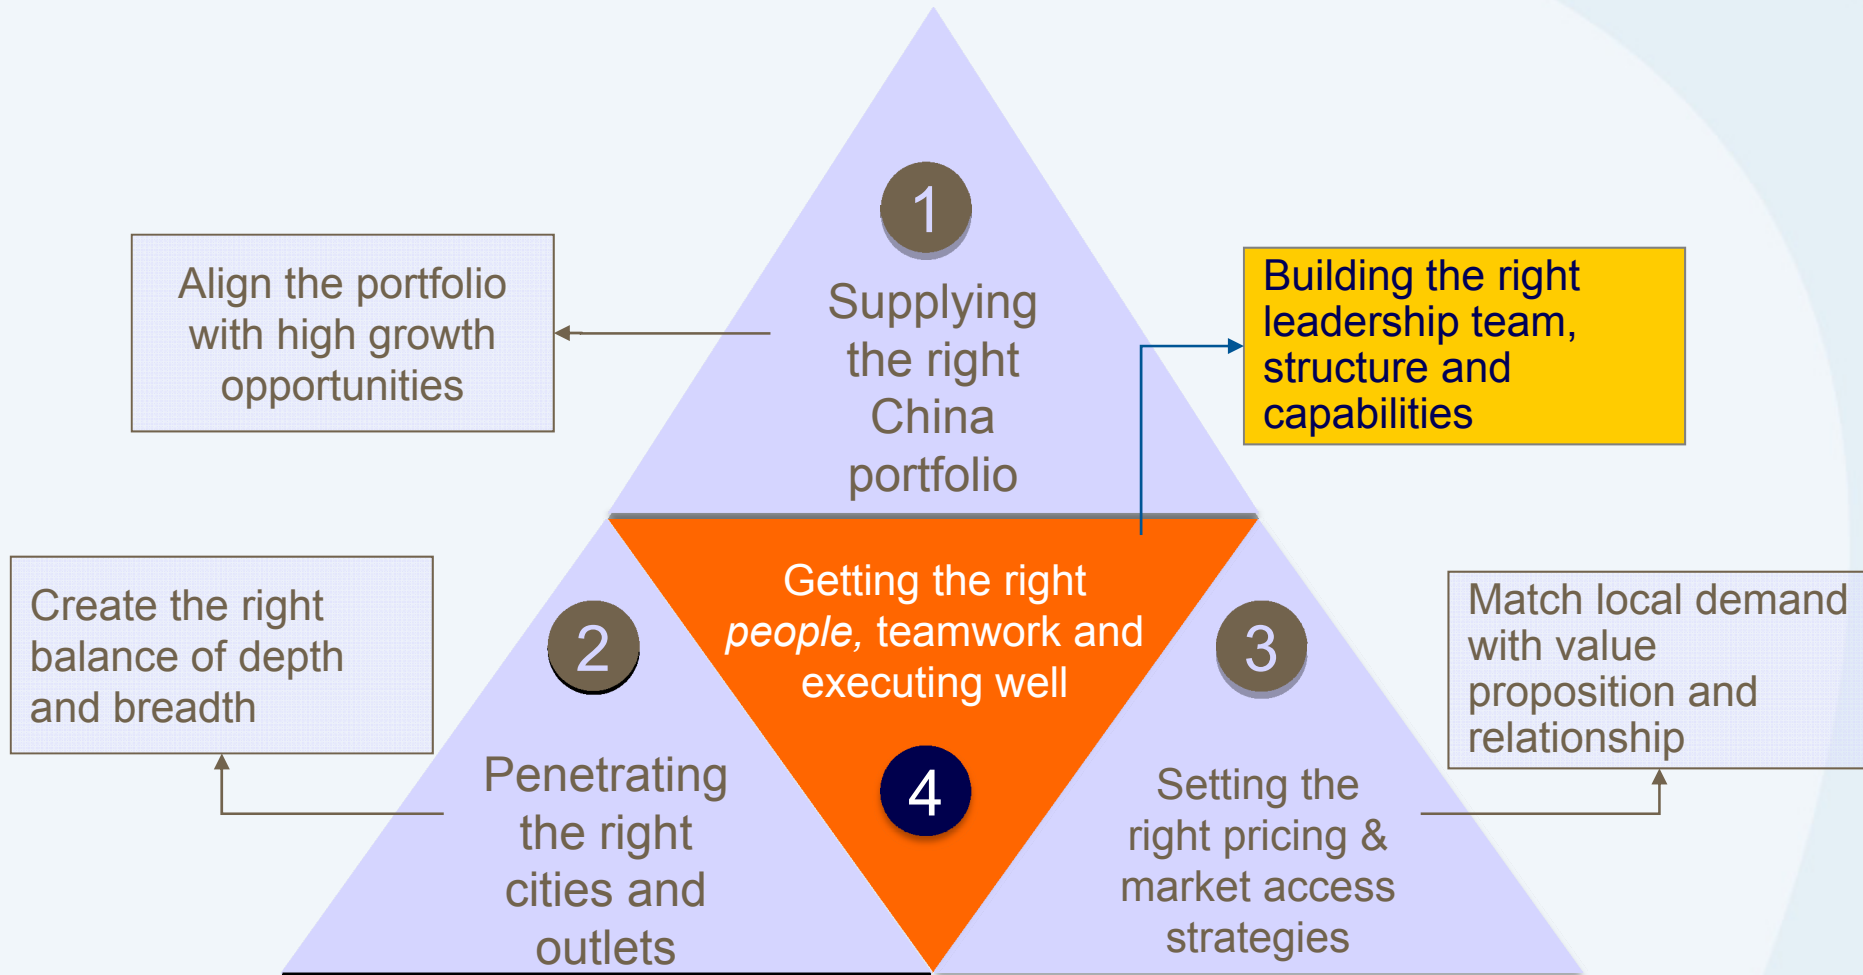 1
Supplying
the right
China
portfolio
Align the portfolio
with high growth
opportunities
Building the right
leadership team,
structure and
capabilities
Create the right
balance of depth
and breadth
2
Penetrating
the right
cities and
outlets
Getting the right
people, teamwork and
executing well
4
3
Setting the
right pricing &
market access
strategies
Match local demand
with value
proposition and
relationship